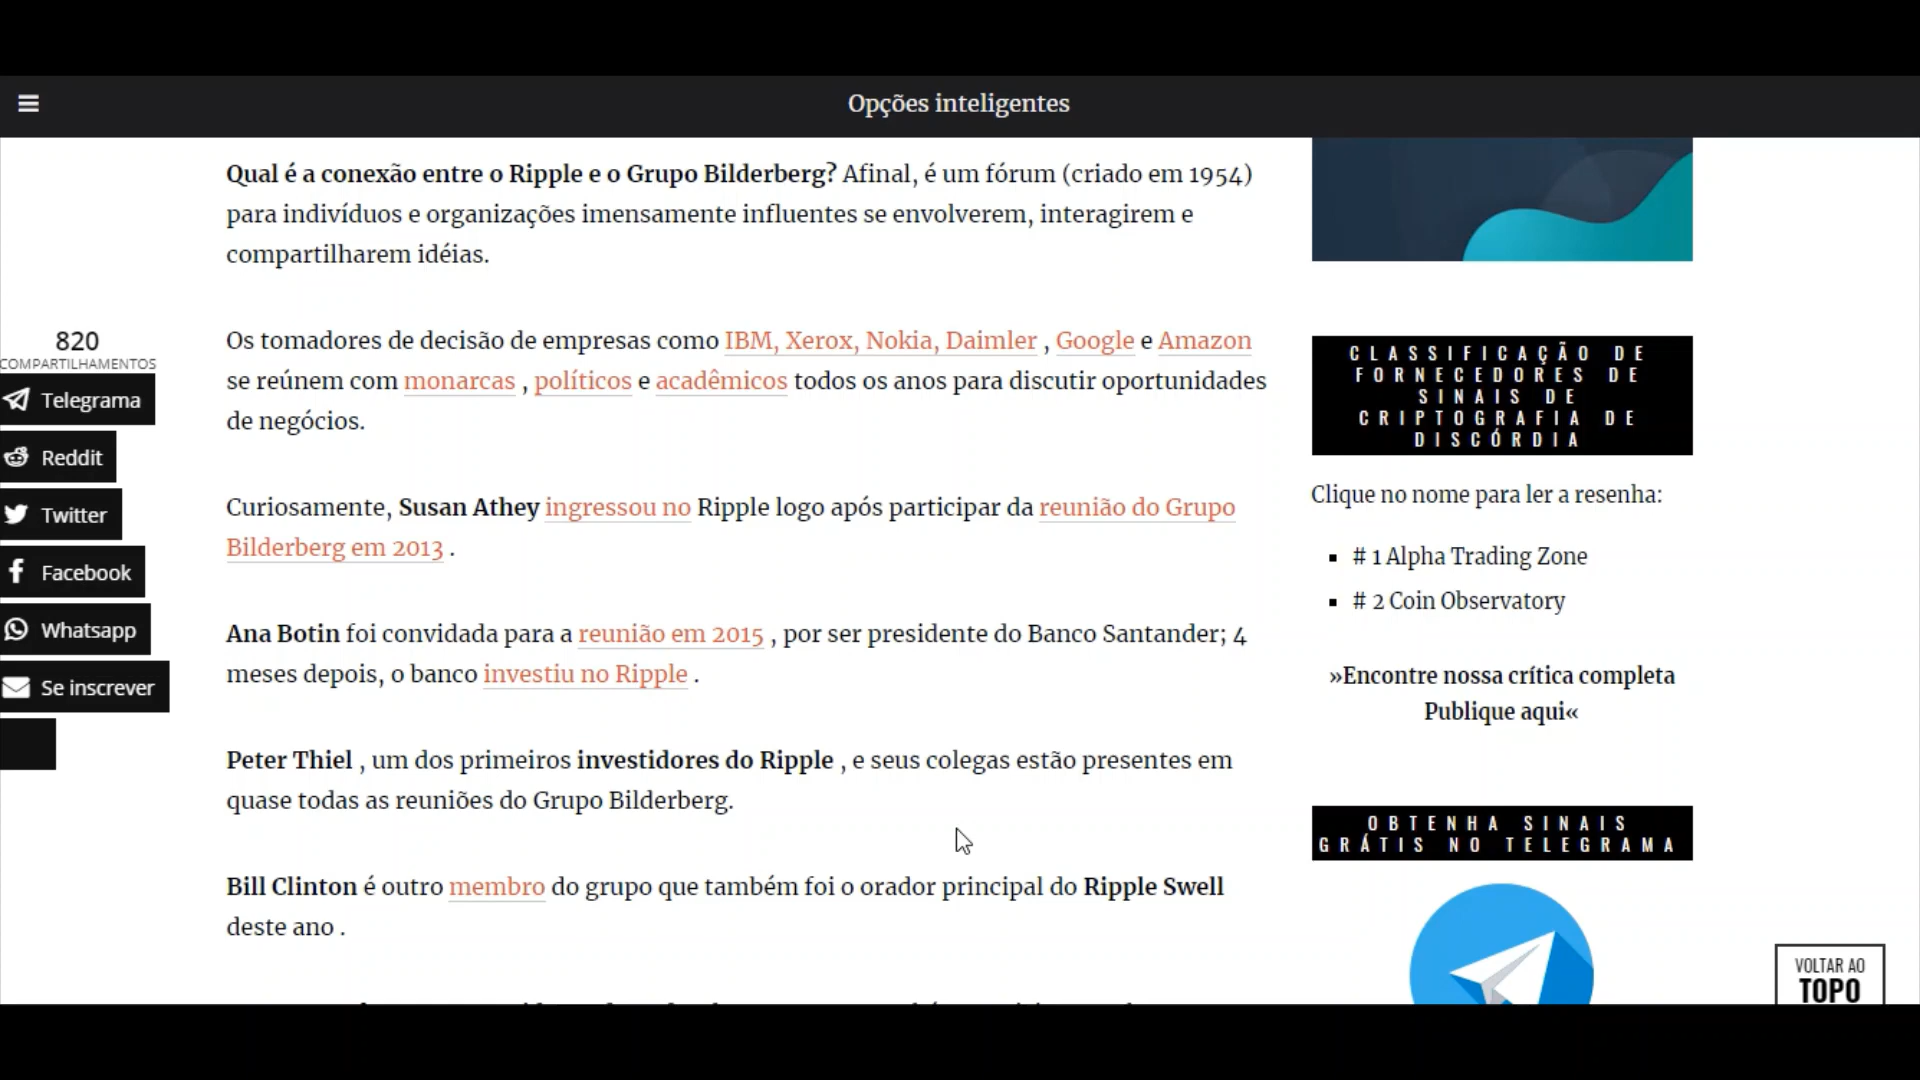 Opções inteligentes
Qual é a conexão entre o Ripple e o Grupo Bilderberg? Afinal, é um fórum (criado em 1954)
para indivíduos e organizações imensamente influentes se envolverem, interagirem e
compartilharem idéias.
Os tomadores de decisão de empresas como IBM, Xerox, Nokia, Daimler , Google e Amazon
se reúnem com monarcas , políticos e acadêmicos todos os anos para discutir oportunidades
de negócios.
Curiosamente, Susan Athey ingressou no Ripple logo após participar da reunião do Grupo
Bilderberg em 2013 .
Ana Botin foi convidada para a reunião em 2015 , por ser presidente do Banco Santander; 4
meses depois, o banco investiu no Ripple .
Peter Thiel , um dos primeiros investidores do Ripple , e seus colegas estão presentes em
quase todas as reuniões do Grupo Bilderberg.
Bill Clinton é outro membro do grupo que também foi o orador principal do Ripple Swell
deste ano .
820
COMPARTILHAMENTOS
Telegrama
Reddit
Twitter
Facebook
Whatsapp
Se inscrever
CLASSIFICAÇÃO DE
FORNECEDORES DE
SINAIS DE
CRIPTOGRAFIA DE
DISCÓRDIA
Clique no nome para ler a resenha:
# 1 Alpha Trading Zone
# 2 Coin Observatory
»Encontre nossa crítica completa
Publique aqui«
OBTENHA SINAIS
GRÁTIS NO TELEGRAMA
VOLTAR AO
TOPO